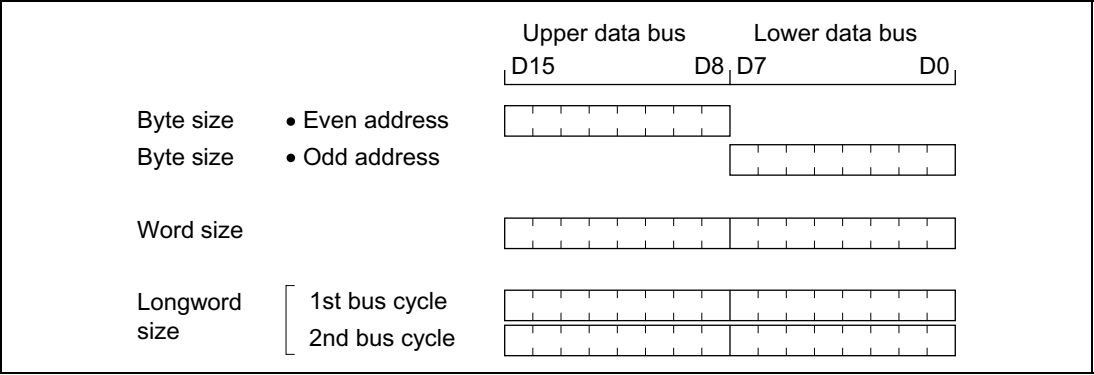 Upper data bus Lower data bus
D15 D8 D7 D0
Byte size • Even address
Byte size • Odd address
Word size
Longword size 1st bus cycle
2nd bus cycle